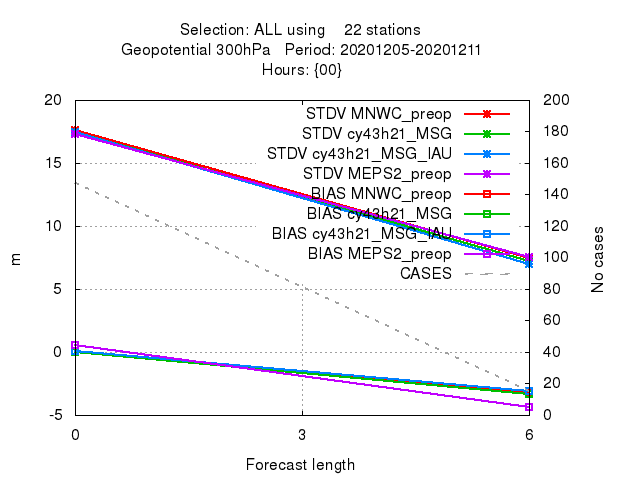 Selection: ALL using 22 stations
Geopotential 300hPa Period: 20201205-20201211
Hours: {00}
20 200
STDV MNWC_preop
180
STDV cy43h21_MSG
15 160
STDV cy43h21_MSG_IAU
STDV MEPS2_preop
140
BIAS MNWC_preop
BIAS cy43h21_MSG
10 120
BIAS cy43h21_MSG_IAU
BIAS MEPS2_preop
m 100 No cases
CASES
5 80
60
0 40
20
-5 0
0 3 6
Forecast length